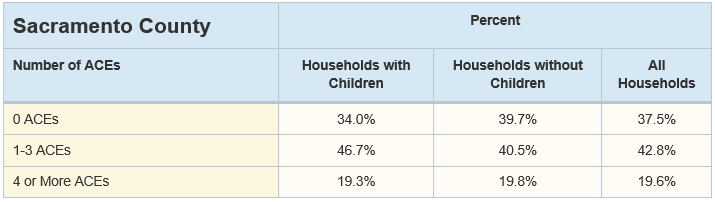 Sacramento County
Percent
Number of ACEs
Households with
Children
Households without
Children
All
Households
0 ACEs 34.0% 39.7% 37.5%
1-3 ACEs 46.7% 40.5% 42.8%
4 or More ACEs 19.3% 19.8% 19.6%